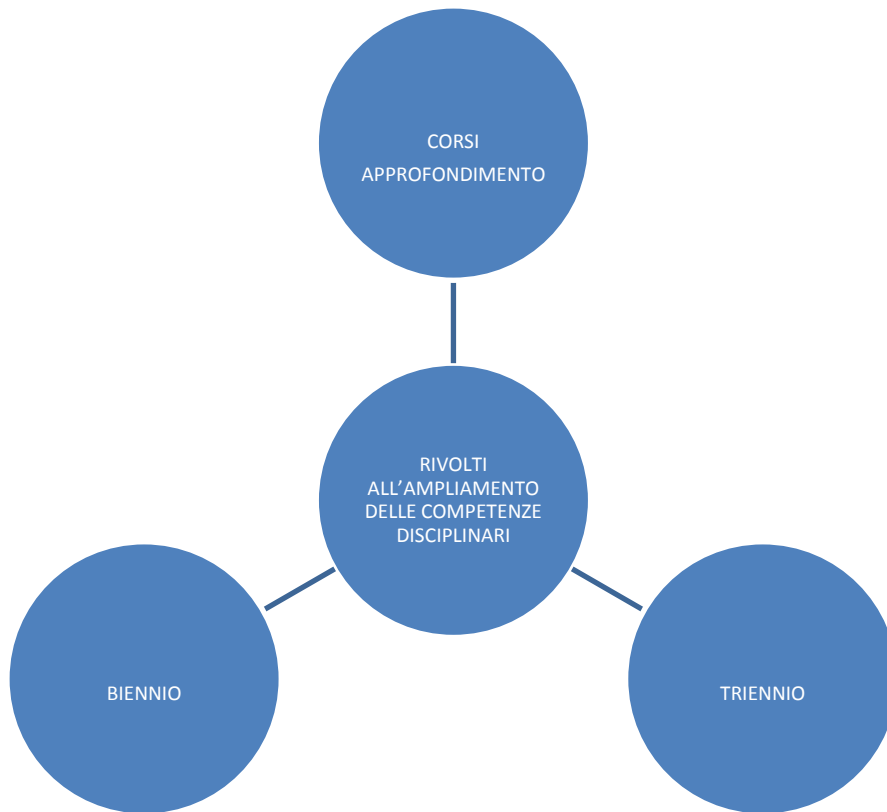 CORSI
APPROFONDIMENTO
RIVOLTI
ALL’AMPLIAMENTO
DELLE COMPETENZE
DISCIPLINARI
BIENNIO
TRIENNIO